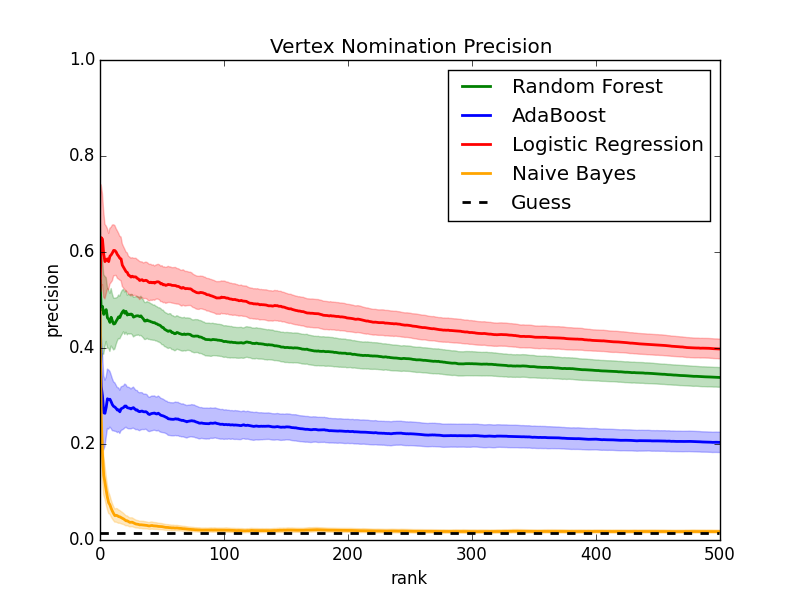 Vertex Nomination Precision
1.0
0.8
0.6
0.4
0.2
0.0
precision
Random Forest
AdaBoost
Logistic Regression
Naive Bayes
Guess
0
100
200
300
400
500
rank